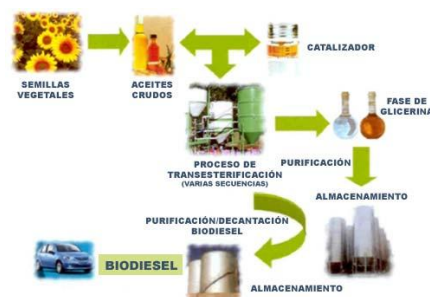 CATALIZADOR
SEMILLAS
VEGETALES
ACEITES
CRUDOS
FASE DE
GLICERINA
PROCESO DE
TRANSESTERIFICACIÓN
(VARIAS SECUENCIAS)
PURIFICACIÓN
ALMACENAMIENTO
PURIFICACIÓN/DECANTACIÓN
BIODIESEL
BIODIESEL
ALMACENAMIENTO